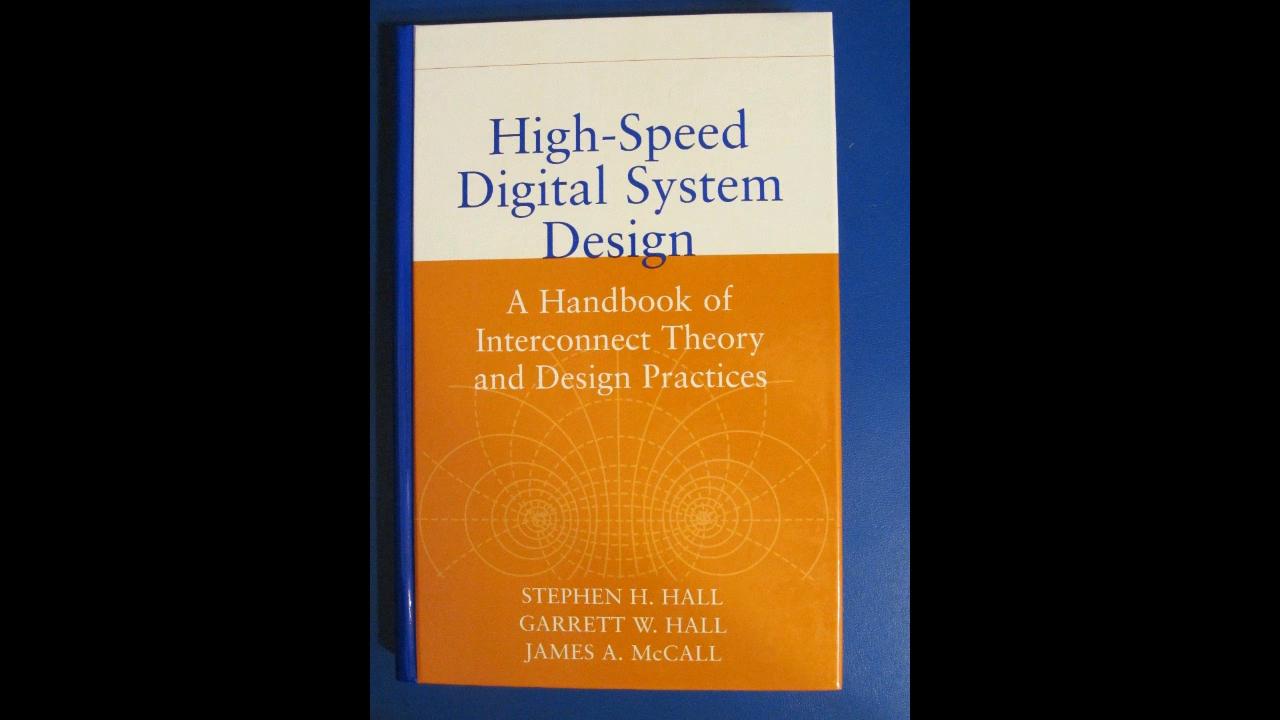 High-Speed
Digital System
Design
A Handbook of
Interconnect Theory
and Design Practices
STEPHEN H. HALL
GARRETT W. HALL
JAMES A. McCALL